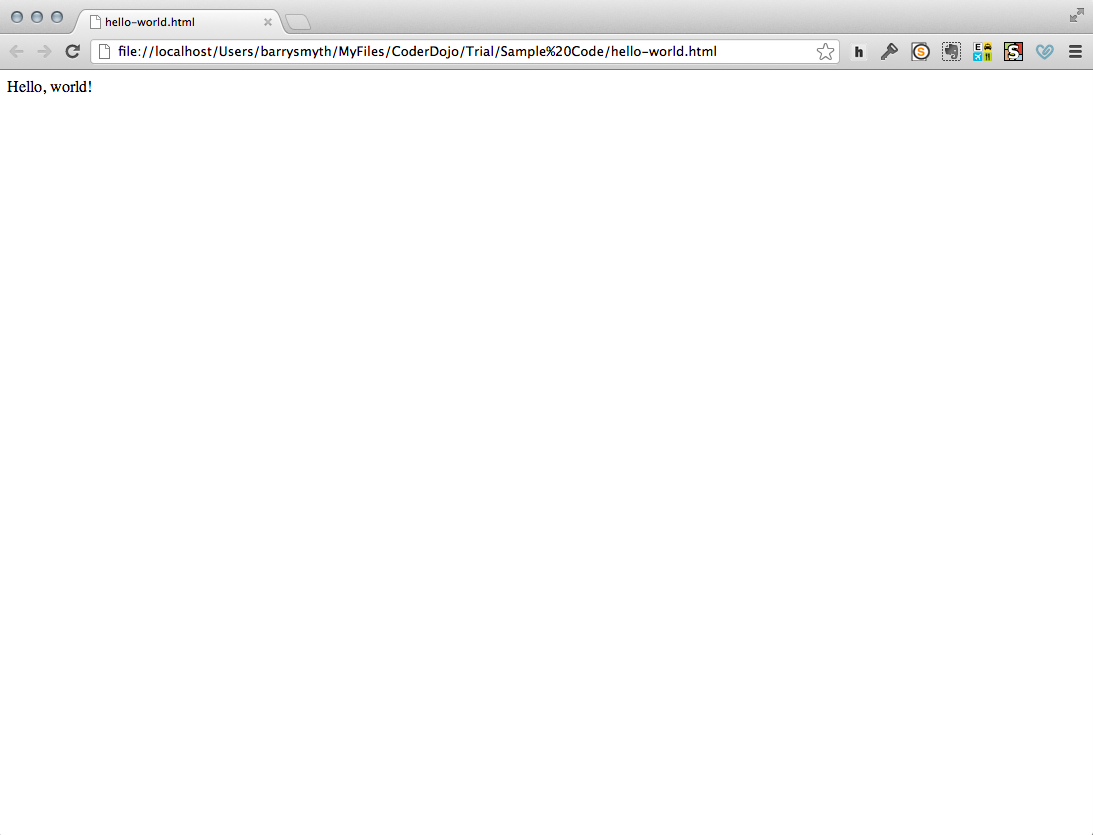 hello-world.html
file://localhost/Users/barrysmyth/MyFiles/CoderDojo/Trial/Sample%20Code/hello-world.html
h
S
E
S
Hello, world!